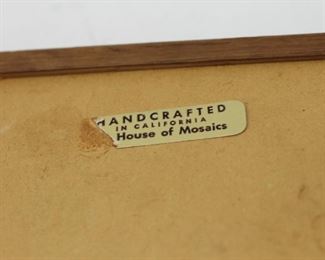 HANDCRAFTED
IN CALIFORNIA
House of Mosaics